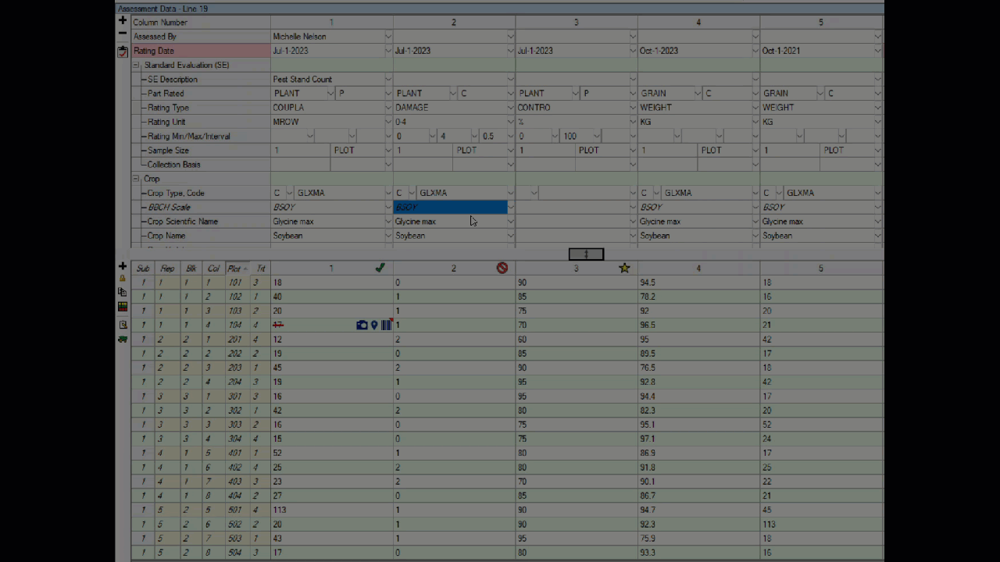 Assessment Data - Line 19
Column Number 1 2 3 4 5
Assessed By Michelle Nelson
Rating Date Jul-1-2023 Jul-1-2023 Jul-1-2023 Oct-1-2023 Oct-1-2021
Standard Evaluation (SE)
SE Description Pest Stand Count
Part Rated PLANT P PLANT C PLANT P GRAIN C GRAIN C
Rating Type COUPLA DAMAGE CONTRO WEIGHT WEIGHT
Rating Unit MROW 0-4 % KG KG
Rating Min/Max/Interval 0 4 0.5 0 100
Sample Size 1 PLOT 1 PLOT 1 PLOT 1 PLOT 1 PLOT
Collection Basis
Crop
Crop Type, Code C GLXMA C GLXMA C GLXMA C GLXMA
BBCH Scale BSOY BSOY BSOY BSOY
Crop Scientific Name Glycine max Glycine max Glycine max Glycine max
Crop Name Soybean Soybean Soybean Soybean
Sub Rep Blk Col Plot Trt 1 2 3 4 5
1 1 1 1 101 3 18 0 90 94.5 18
1 1 1 2 102 1 40 1 85 78.2 16
1 1 1 3 103 2 20 1 75 92 20
1 1 1 4 104 4 17 1 70 96.5 21
1 2 2 1 201 4 12 2 60 95 42
1 2 2 2 202 2 19 0 85 89.5 17
1 2 2 3 203 1 45 2 90 76.5 18
1 2 2 4 204 3 19 1 95 92.8 42
1 3 3 1 301 3 16 0 95 94.4 17
1 3 3 2 302 1 42 2 80 82.3 20
1 3 3 3 303 2 16 0 75 95.1 52
1 3 3 4 304 4 15 0 75 97.1 24
1 4 1 5 401 1 52 1 80 86.9 17
1 4 1 6 402 4 25 2 80 91.8 25
1 4 1 7 403 3 23 2 70 90.1 22
1 4 1 8 404 2 27 0 85 86.7 21
1 5 2 5 501 4 113 1 90 94.7 45
1 5 2 6 502 2 20 1 90 92.3 113
1 5 2 7 503 1 43 1 95 75.9 18
1 5 2 8 504 3 17 0 80 93.3 16